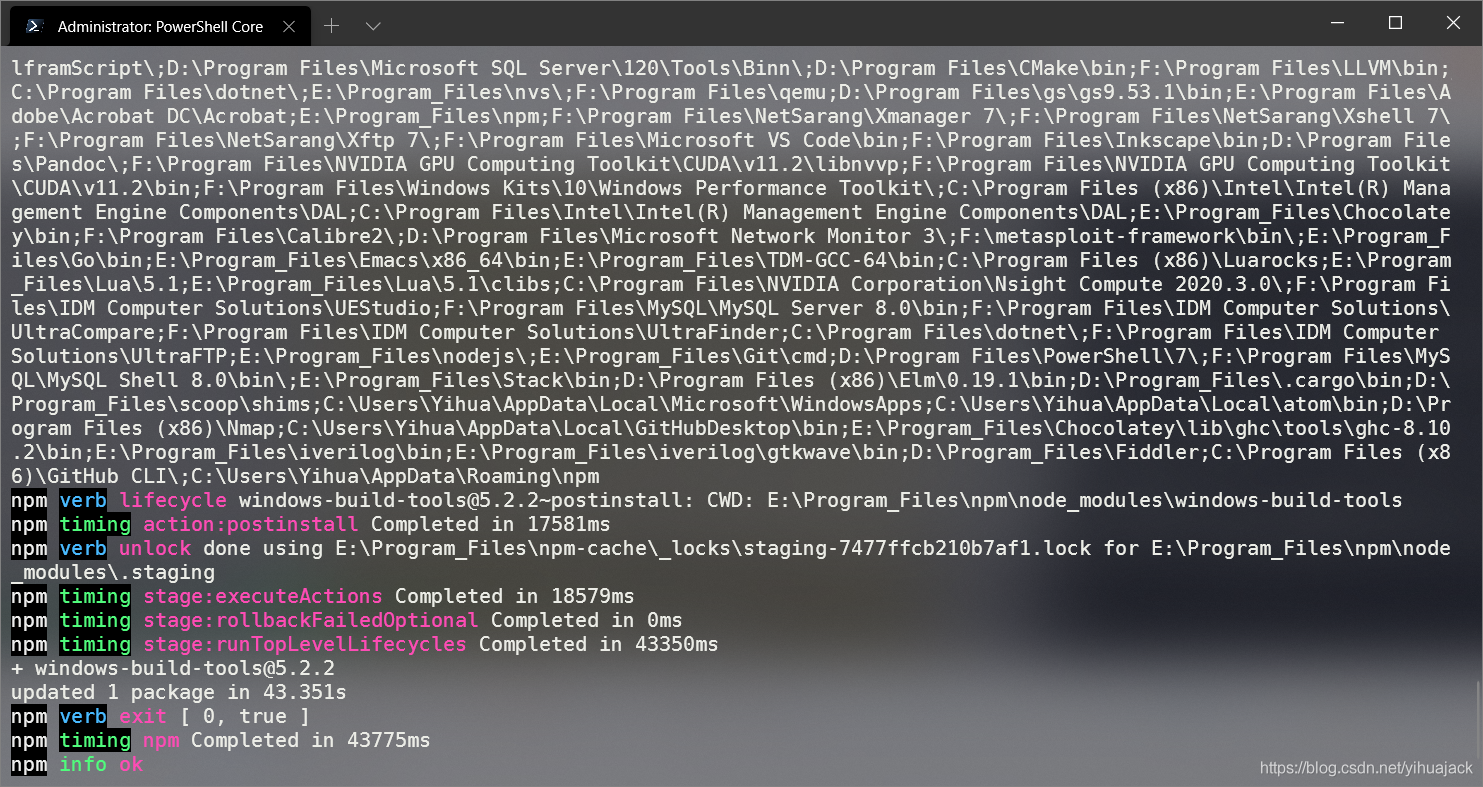 Administrator: PowerShell Core
lframScript\;D:\Program Files\Microsoft SQL Server\120\Tools\Binn\;D:\Program Files\CMake\bin;F:\Program Files\LLVM\bin;
C:\Program Files\dotnet\;E:\Program_Files\nvs\;F:\Program Files\qemu;D:\Program Files\gs\gs9.53.1\bin;E:\Program Files\A
dobe\Acrobat DC\Acrobat;E:\Program_Files\npm;F:\Program Files\NetSarang\Xmanager 7\;F:\Program Files\NetSarang\Xshell 7\
;F:\Program Files\NetSarang\Xftp 7\;F:\Program Files\Microsoft VS Code\bin;F:\Program Files\Inkscape\bin;D:\Program File
s\Pandoc\;F:\Program Files\NVIDIA GPU Computing Toolkit\CUDA\v11.2\libnvvp;F:\Program Files\NVIDIA GPU Computing Toolkit
\CUDA\v11.2\bin;F:\Program Files\Windows Kits\10\Windows Performance Toolkit\;C:\Program Files (x86)\Intel\Intel(R) Mana
gement Engine Components\DAL;C:\Program Files\Intel\Intel(R) Management Engine Components\DAL;E:\Program_Files\Chocolate
y\bin;F:\Program Files\Calibre2\;D:\Program Files\Microsoft Network Monitor 3\;F:\metasploit-framework\bin\;E:\Program_F
iles\Go\bin;E:\Program_Files\Emacs\x86_64\bin;E:\Program_Files\TDM-GCC-64\bin;C:\Program Files (x86)\Luarocks;E:\Program
_Files\Lua\5.1;E:\Program_Files\Lua\5.1\clibs;C:\Program Files\NVIDIA Corporation\Nsight Compute 2020.3.0\;F:\Program Fi
les\IDM Computer Solutions\UEStudio;F:\Program Files\MySQL\MySQL Server 8.0\bin;F:\Program Files\IDM Computer Solutions\
UltraCompare;F:\Program Files\IDM Computer Solutions\UltraFinder;C:\Program Files\dotnet\;F:\Program Files\IDM Computer
Solutions\UltraFTP;E:\Program_Files\nodejs\;E:\Program_Files\Git\cmd;D:\Program Files\PowerShell\7\;F:\Program Files\MyS
QL\MySQL Shell 8.0\bin\;E:\Program_Files\Stack\bin;D:\Program Files (x86)\Elm\0.19.1\bin;D:\Program_Files\.cargo\bin;D:\
Program_Files\scoop\shims;C:\Users\Yihua\AppData\Local\Microsoft\WindowsApps;C:\Users\Yihua\AppData\Local\atom\bin;D:\Pr
ogram Files (x86)\Nmap;C:\Users\Yihua\AppData\Local\GitHubDesktop\bin;E:\Program_Files\Chocolatey\lib\ghc\tools\ghc-8.10
.2\bin;E:\Program_Files\iverilog\bin;E:\Program_Files\iverilog\gtkwave\bin;D:\Program_Files\Fiddler;C:\Program Files (x8
6)\GitHub CLI\;C:\Users\Yihua\AppData\Roaming\npm
npm verb lifecycle windows-build-tools@5.2.2~postinstall: CWD: E:\Program_Files\npm\node_modules\windows-build-tools
npm timing action:postinstall Completed in 17581ms
npm verb unlock done using E:\Program_Files\npm-cache\_locks\staging-7477ffcb210b7af1.lock for E:\Program_Files\npm\node
_modules\.staging
npm timing stage:executeActions Completed in 18579ms
npm timing stage:rollbackFailedOptional Completed in 0ms
npm timing stage:runTopLevelLifecycles Completed in 43350ms
+ windows-build-tools@5.2.2
updated 1 package in 43.351s
npm verb exit [ 0, true ]
npm timing npm Completed in 43775ms
npm info ok
https://blog.csdn.net/yihuajack